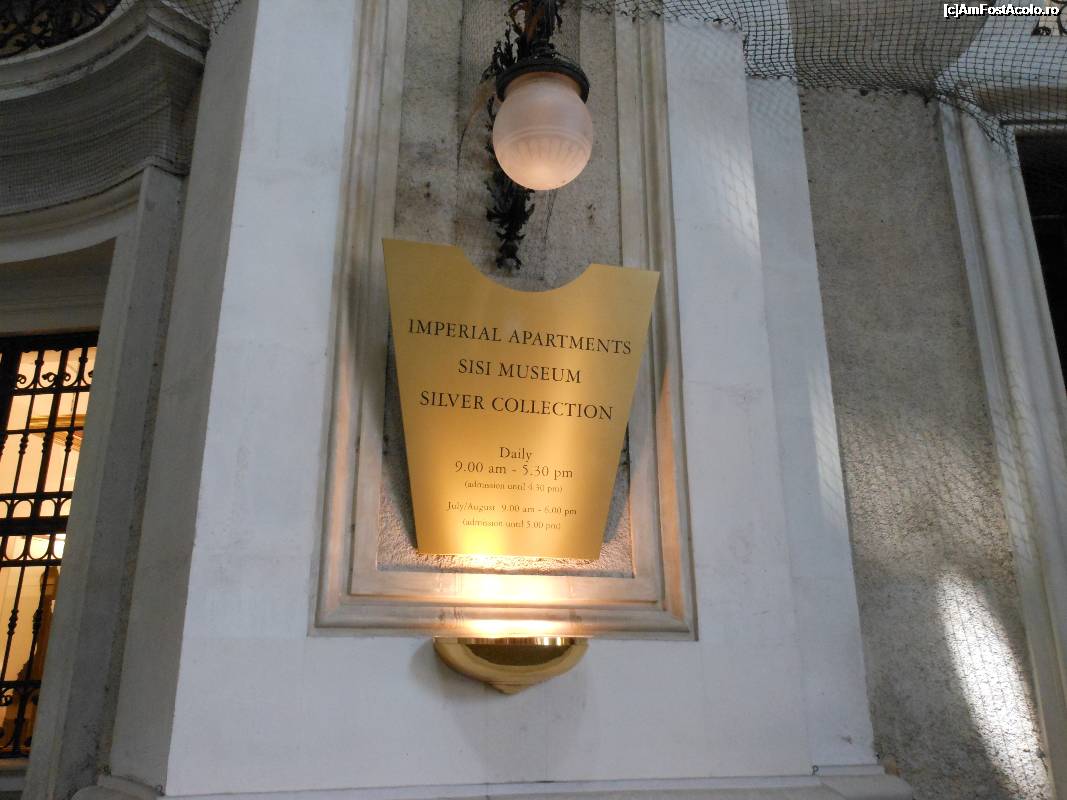 [c]AmFostAcolo.ro
IMPERIAL APARTMENTS
SISI MUSEUM
SILVER COLLECTION
Daily
9.00 am - 5.30 pm
(admission until 4.30 pm)
July/August 9.00 am - 6.00 pm
(admission until 5.00 pm)